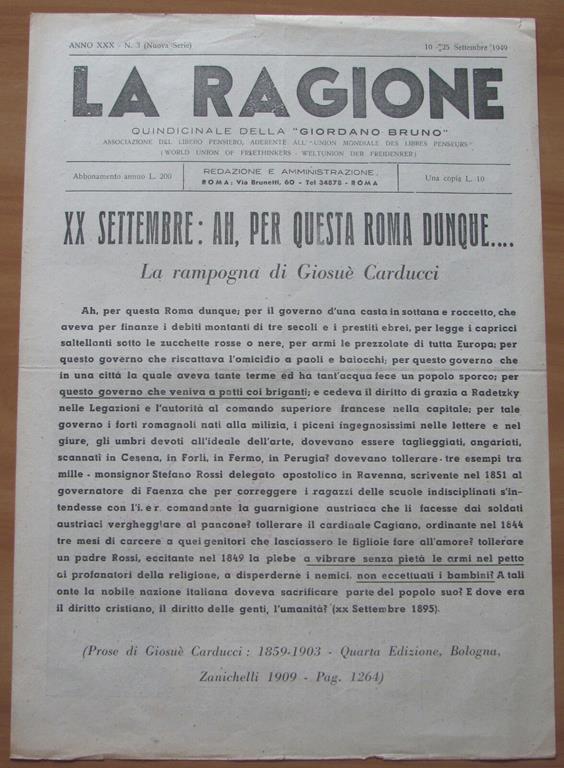 ANNO XXX - N. 3 (Nuova Serie)
10 - 25 Settembre 1949
LA RAGIONE
QUINDICINALE DELLA "GIORDANO BRUNO"
ASSOCIAZIONE DEL LIBERO PENSIERO, ADERENTE ALL'"UNION MONDIALE DES LIBRES PENSEURS"
(WORLD UNION OF FREETHINKERS - WELTUNION DER FREIDENKER)
Abbonamento annuo L. 200
REDAZIONE E AMMINISTRAZIONE
ROMA; Via Brunetti, 60 - Tel 34878 - ROMA
Una copia L. 10
XX SETTEMBRE: AH, PER QUESTA ROMA DUNQUE....
La rampogna di Giosuè Carducci
Ah, per questa Roma dunque; per il governo d'una casta in sottana e roccetto, che
aveva per finanze i debiti montanti di tre secoli e i prestiti ebrei, per legge i capricci
saltellanti sotto le zucchette rosse o nere, per armi le prezzolate di tutta Europa; per
questo governo che riscattava l'omicidio a paoli e baiocchi; per questo governo che
in una città la quale aveva tante terme ed ha tant'acqua fece un popolo sporco; per
questo governo che veniva a patti coi briganti; e cedeva il diritto di grazia a Radetzky
nelle Legazioni e l'autorità al comando superiore francese nella capitale; per tale
governo i forti romagnoli nati alla milizia, i piceni ingegnosissimi nelle lettere e nel
giure, gli umbri devoti all'ideale dell'arte, dovevano essere taglieggiati, angariati,
scannati in Cesena, in Forlì, in Fermo, in Perugia? dovevano tollerare - tre esempi tra
mille - monsignor Stefano Rossi delegato apostolico in Ravenna, scrivente nel 1851 al
governatore di Faenza che per correggere i ragazzi delle scuole indisciplinati s'in-
tendesse con l'i. e r. comandante la guarnigione austriaca che li facesse dai soldati
austriaci vergheggiar al pancone? tollerare il cardinale Cagiano, ordinante nel 1844
tre mesi di carcere a quei genitori che lasciassero le figliole fare all'amore? tollerare
un padre Rossi, eccitante nel 1849 la plebe a vibrare senza pietà le armi nel petto
ai profanatori della religione, a disperderne i nemici, non eccettuati i bambini? A tali
onte la nobile nazione italiana doveva sacrificare parte del popolo suo? E dove era
il diritto cristiano, il diritto delle genti, l'umanità? (xx Settembre 1895).
(Prose di Giosuè Carducci: 1859-1903 - Quarta Edizione, Bologna,
Zanichelli 1909 - Pag. 1264)